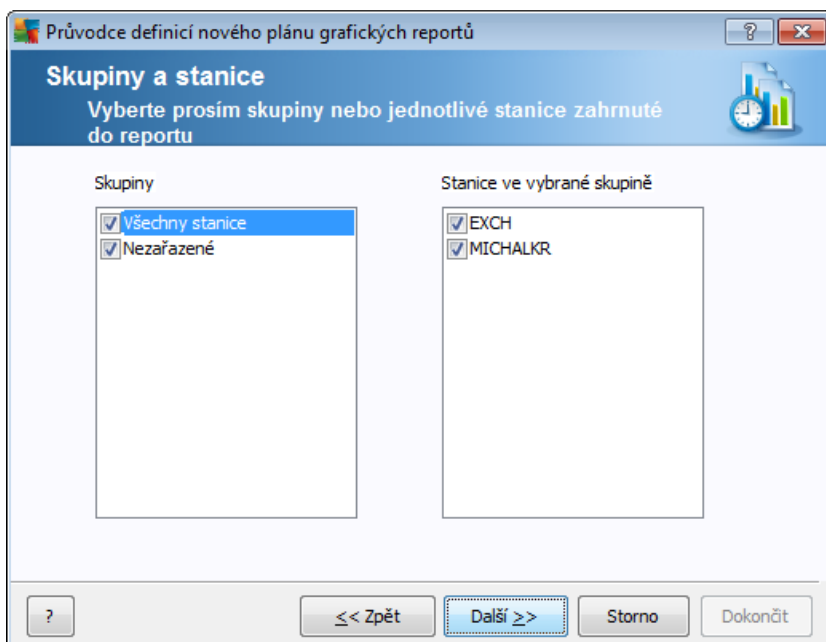 Průvodce definicí nového plánu grafických reportů
Skupiny a stanice
Vyberte prosím skupiny nebo jednotlivé stanice zahrnuté
do reportu
Skupiny
Všechny stanice
Nezařazené
Stanice ve vybrané skupině
EXCH
MICHALKR
?
<< Zpět
Další >>
Storno
Dokončit